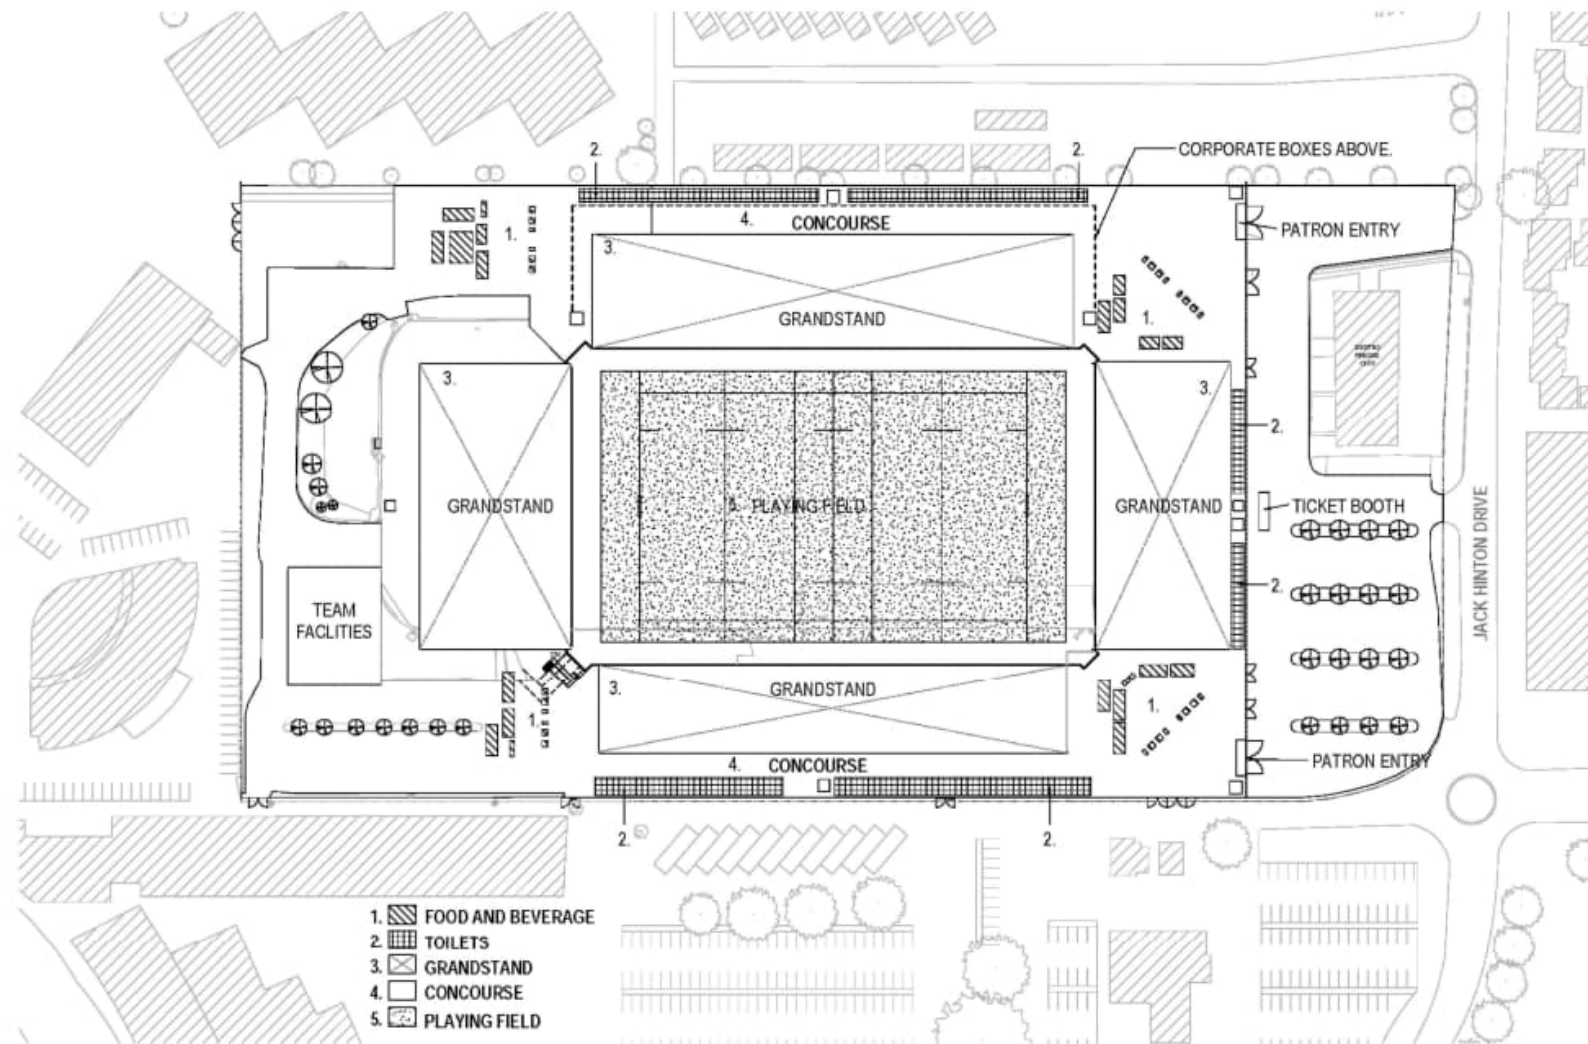 2.
2.
CORPORATE BOXES ABOVE.
4.
CONCOURSE
1.
3.
PATRON ENTRY
GRANDSTAND
1.
3.
3.
2.
GRANDSTAND
5.
PLAYING FIELD
GRANDSTAND
TICKET BOOTH
JACK HINTON DRIVE
2.
TEAM
FACLITIES
3.
GRANDSTAND
1.
1.
4.
CONCOURSE
PATRON ENTRY
2.
2.
1. FOOD AND BEVERAGE
2. TOILETS
3. GRANDSTAND
4. CONCOURSE
5. PLAYING FIELD